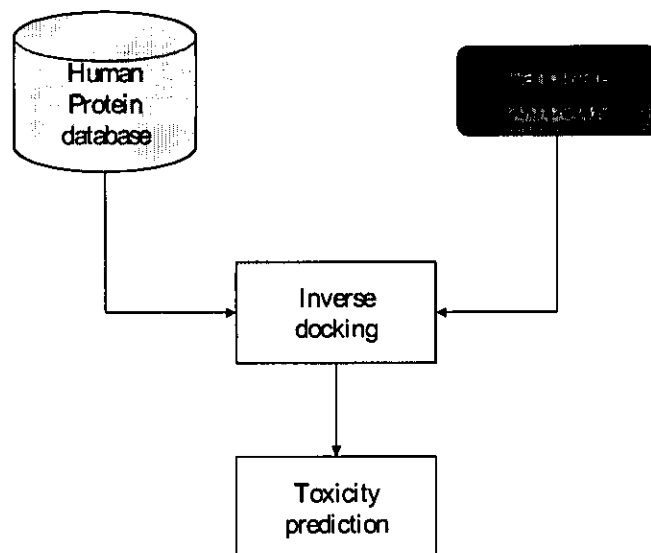 Human
Protein
database
Inverse
docking
Toxicity
prediction